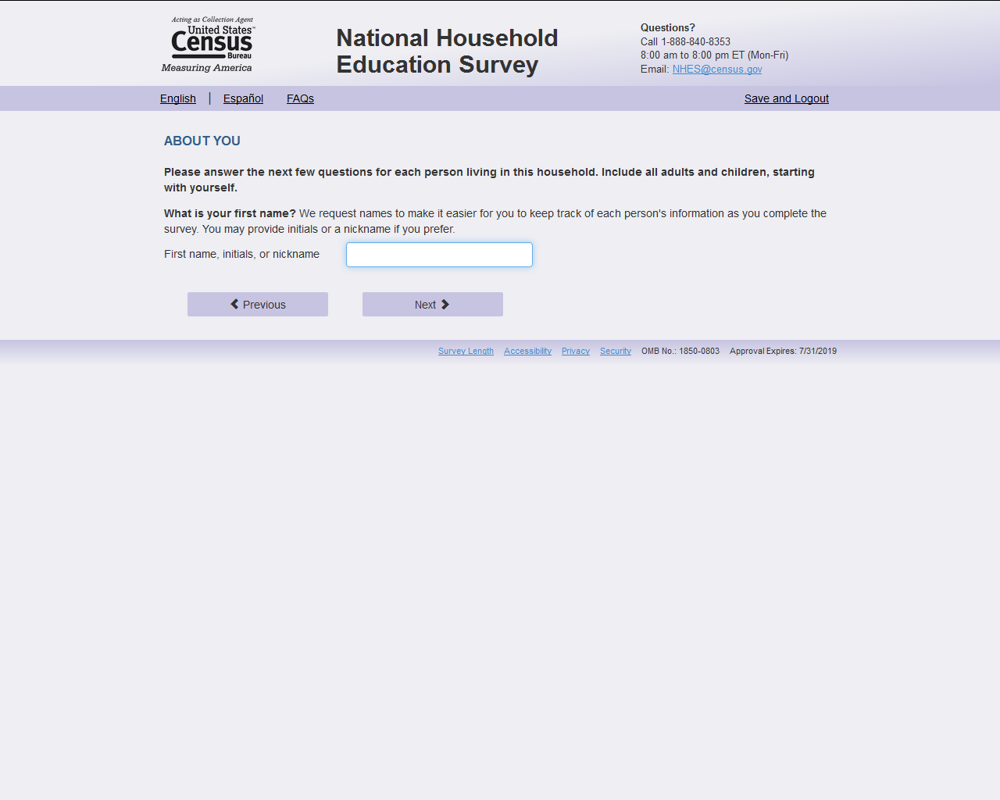 Acting as Collection Agent
United States™
Census
Bureau
Measuring America
National Household
Education Survey
Questions?
Call 1-888-840-8353
8:00 am to 8:00 pm ET (Mon-Fri)
Email: NHES@census.gov
English | Español FAQs Save and Logout
ABOUT YOU
Please answer the next few questions for each person living in this household. Include all adults and children, starting
with yourself.
What is your first name? We request names to make it easier for you to keep track of each person's information as you complete the
survey. You may provide initials or a nickname if you prefer.
First name, initials, or nickname
Previous Next
Survey Length Accessibility Privacy Security OMB No.: 1850-0803 Approval Expires: 7/31/2019